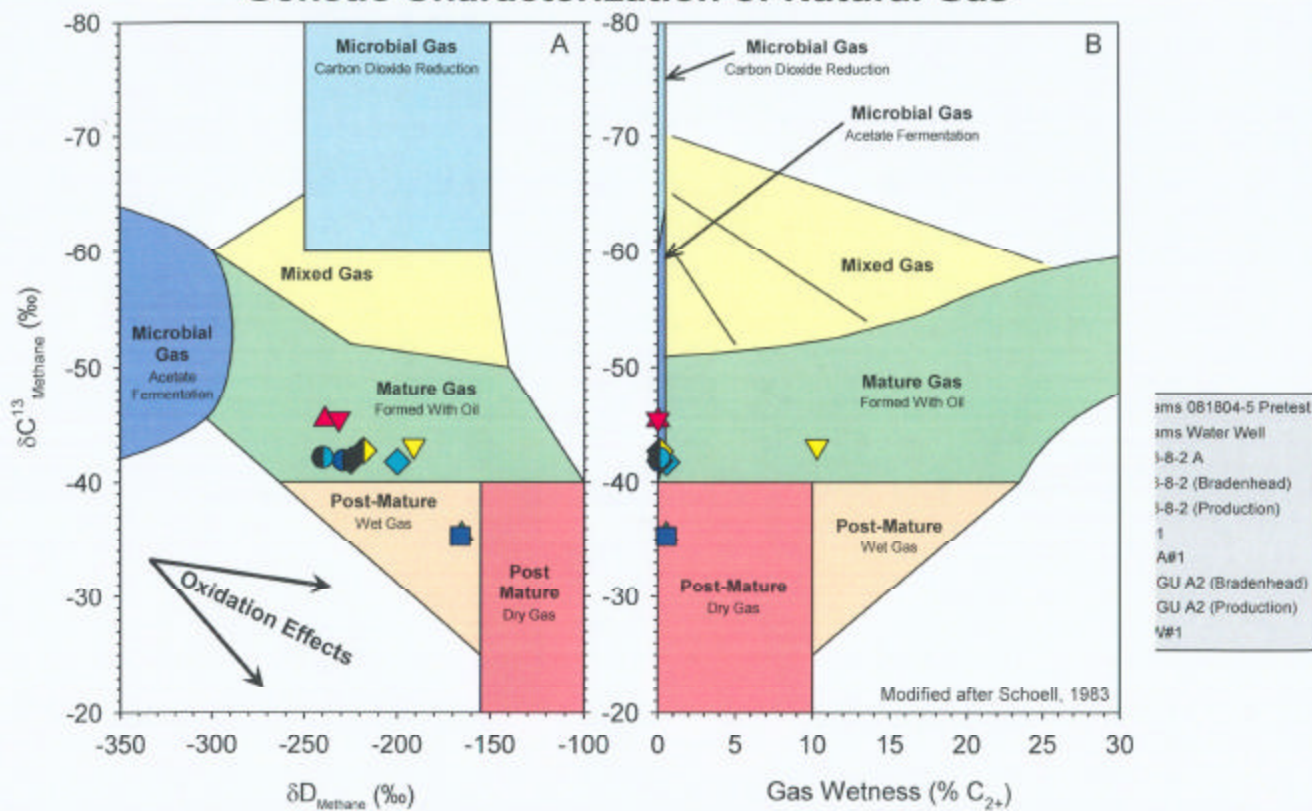 Genetic Characterization of Natural Gas
-80
-70
-60
-50
-40
-30
-20
δC¹³ Methane (‰)
A
Microbial Gas
Carbon Dioxide Reduction
Mixed Gas
Microbial
Gas
Acetate
Fermentation
Mature Gas
Formed With Oil
Post-Mature
Wet Gas
Post
Mature
Dry Gas
Oxidation Effects
-350 -300 -250 -200 -150 -100
δD Methane (‰)
-80
-70
-60
-50
-40
-30
-20
B
Microbial Gas
Carbon Dioxide Reduction
Microbial Gas
Acetate Fermentation
Mixed Gas
Mature Gas
Formed With Oil
Post-Mature
Wet Gas
Post-Mature
Dry Gas
Modified after Schoell, 1983
0 5 10 15 20 25 30
Gas Wetness (% C₂₊)
ams 081804-5 Pretest
ams Water Well
-8-2 A
-8-2 (Bradenhead)
-8-2 (Production)
1
A#1
GU A2 (Bradenhead)
GU A2 (Production)
#1